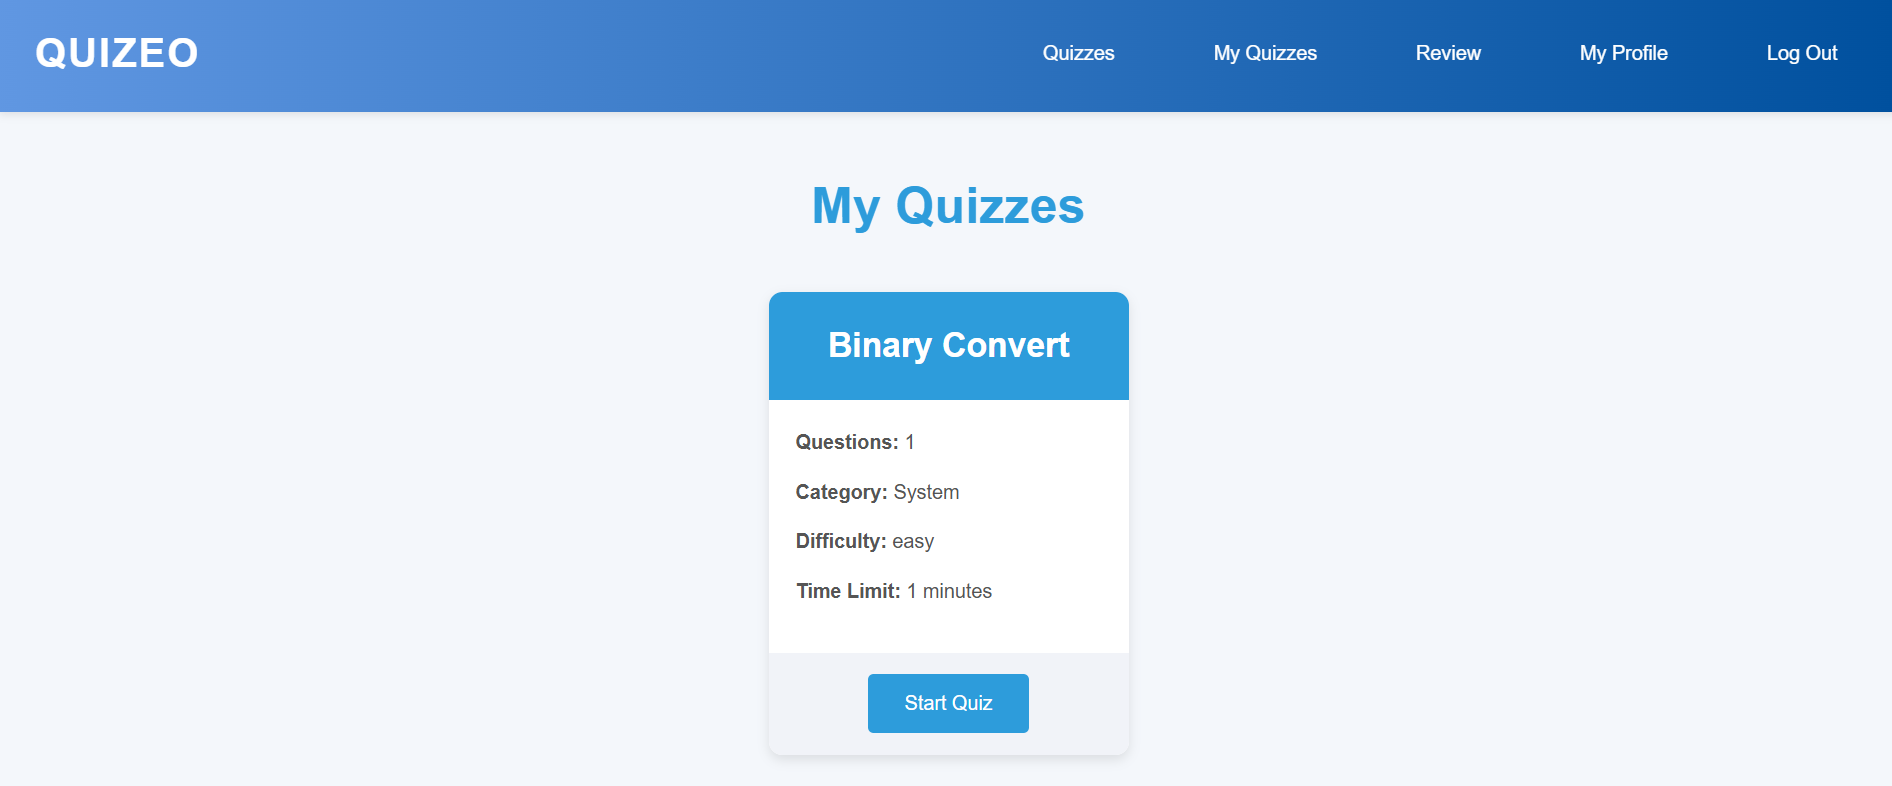 QUIZEO
Quizzes
My Quizzes
Review
My Profile
Log Out
My Quizzes
Binary Convert
Questions: 1
Category: System
Difficulty: easy
Time Limit: 1 minutes
Start Quiz